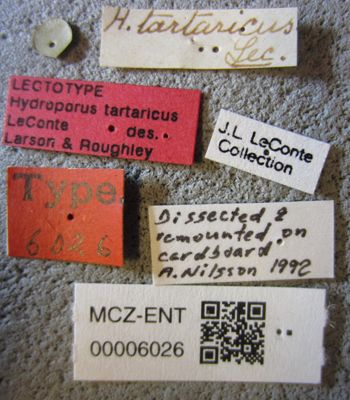 H. tartaricus
Lec.
LECTOTYPE
Hydroporus tartaricus
LeConte des.
Larson & Roughley
J.L. LeConte
Collection
Type.
6026
Dissected &
remounted on
cardboard
A. Nilsson 1992
MCZ-ENT
00006026